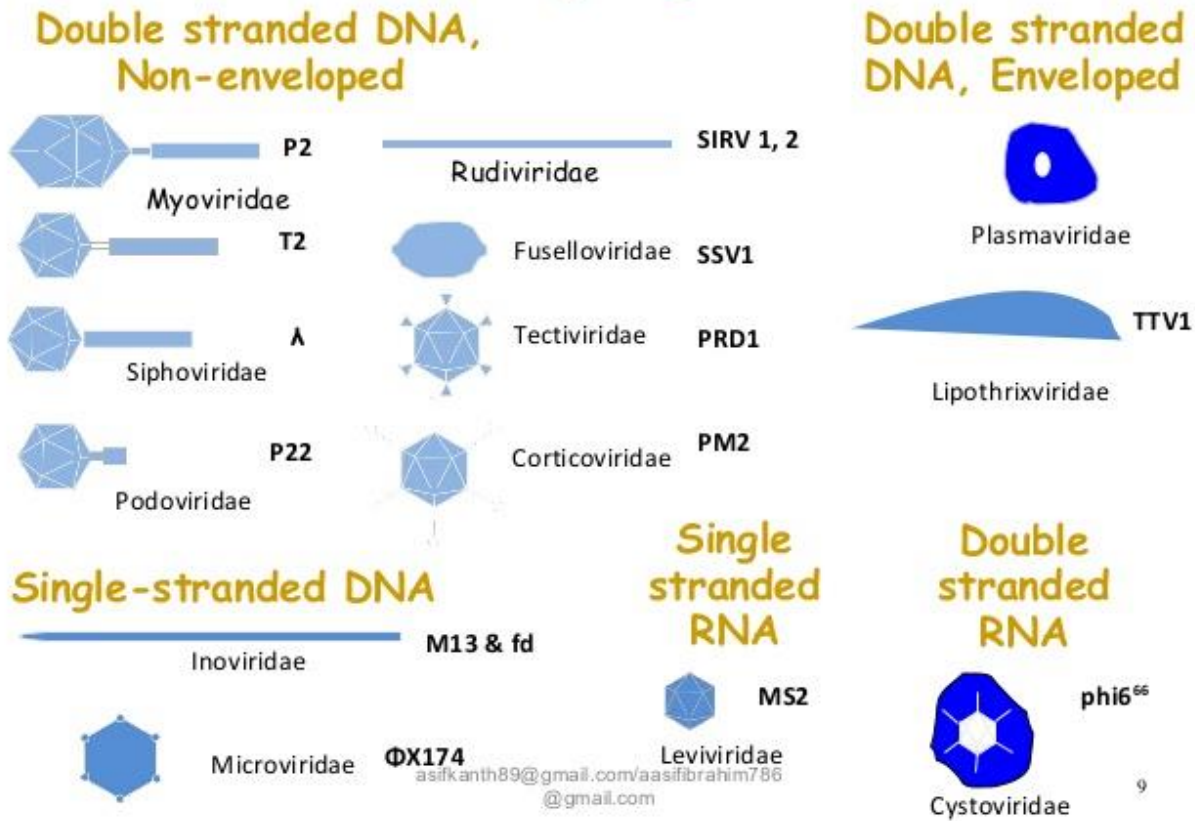 Double stranded DNA,
Non-enveloped
P2
Myoviridae
T2
λ
Siphoviridae
P22
Podoviridae
SIRV 1, 2
Rudiviridae
Fuselloviridae SSV1
Tectiviridae PRD1
Corticoviridae PM2
Double stranded
DNA, Enveloped
Plasmaviridae
TTV1
Lipothrixviridae
Single-stranded DNA
M13 & fd
Inoviridae
Microviridae ΦX174
Single
stranded
RNA
MS2
Leviviridae
Double
stranded
RNA
phi6⁶⁶
Cystoviridae
asifkanth89@gmail.com/aasifibrahim786
@gmail.com
9